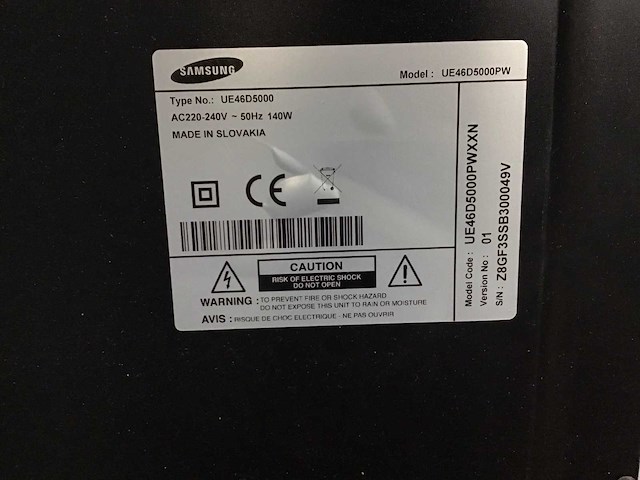 SAMSUNG
Model : UE46D5000PW
Type No.: UE46D5000
AC220-240V ~ 50Hz 140W
MADE IN SLOVAKIA
CE
CAUTION
RISK OF ELECTRIC SHOCK
DO NOT OPEN
WARNING : TO PREVENT FIRE OR SHOCK HAZARD
DO NOT EXPOSE THIS UNIT TO RAIN OR MOISTURE
AVIS : RISQUE DE CHOC ELECTRIQUE - NE PAS OUVRIR
Model Code : UE46D5000PWXXN
Version No : 01
S/N : Z8GF3SSB300049V